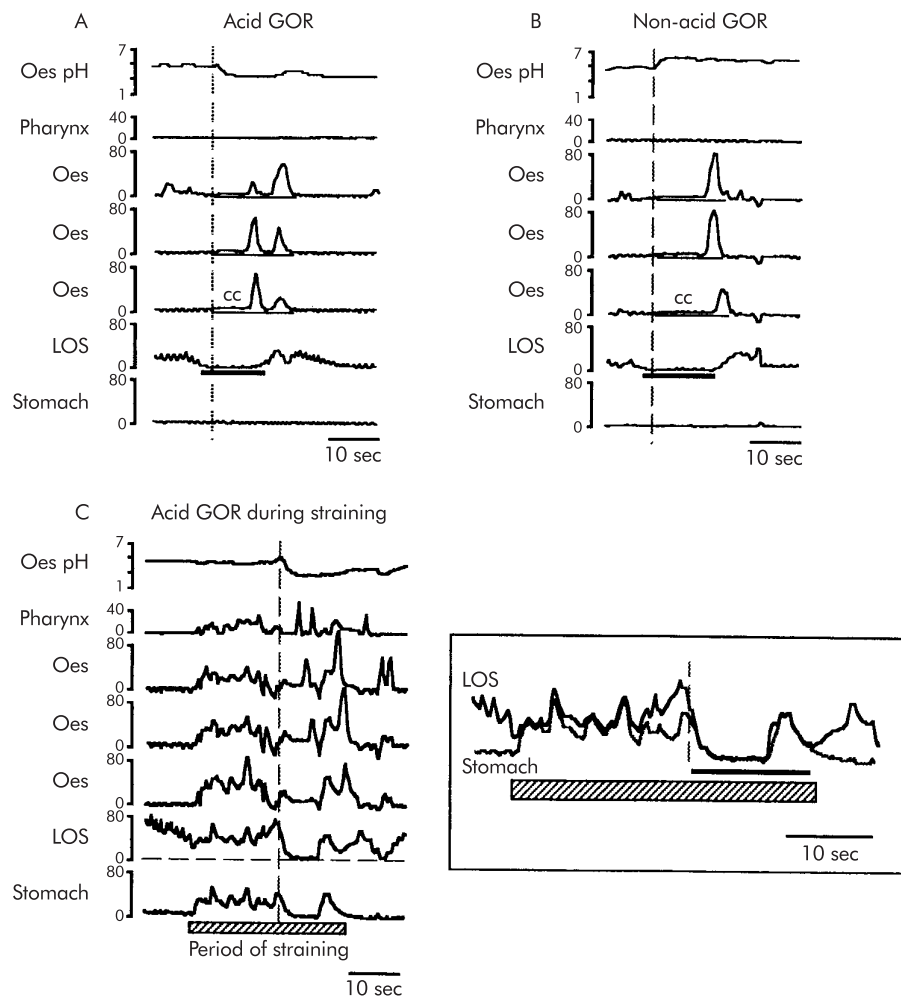 A
Acid GOR
Oes pH
7
1
Pharynx
40
0
Oes
80
0
Oes
80
0
Oes
80
0
cc
LOS
80
0
Stomach
80
0
10 sec
B
Non-acid GOR
Oes pH
7
1
Pharynx
40
0
Oes
80
0
Oes
80
0
Oes
80
0
cc
LOS
80
0
Stomach
80
0
10 sec
C
Acid GOR during straining
Oes pH
7
1
Pharynx
40
0
Oes
80
0
Oes
80
0
Oes
80
0
LOS
80
0
Stomach
80
0
Period of straining
10 sec
LOS
Stomach
10 sec